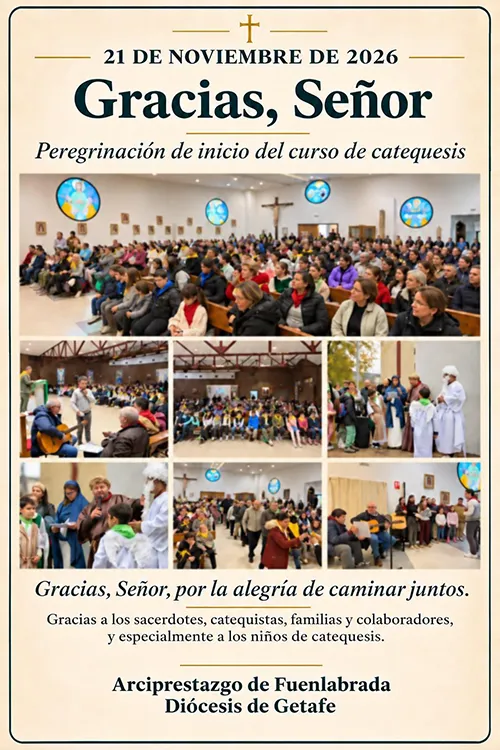 21 DE NOVIEMBRE DE 2026
Gracias, Señor
Peregrinación de inicio del curso de catequesis
Gracias, Señor, por la alegría de caminar juntos.
Gracias a los sacerdotes, catequistas, familias y colaboradores,
y especialmente a los niños de catequesis.
Arciprestazgo de Fuenlabrada
Diócesis de Getafe